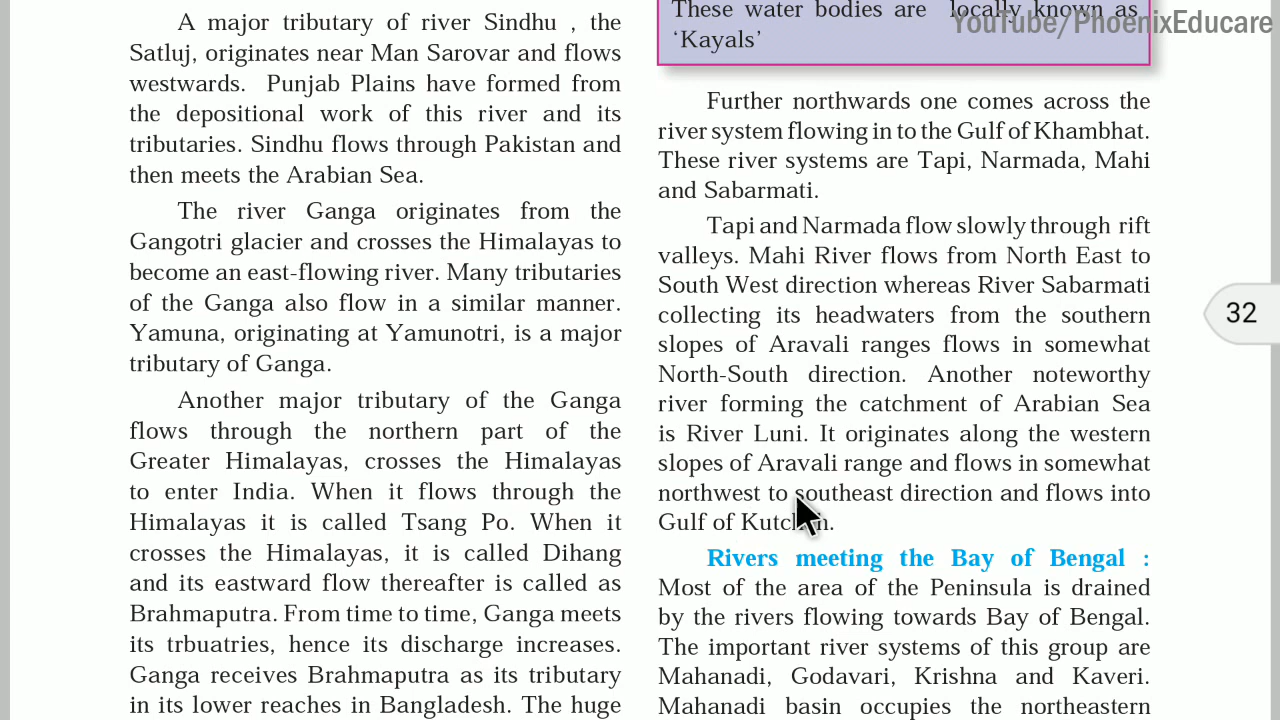 A major tributary of river Sindhu , the
Satluj, originates near Man Sarovar and flows
westwards. Punjab Plains have formed from
the depositional work of this river and its
tributaries. Sindhu flows through Pakistan and
then meets the Arabian Sea.
The river Ganga originates from the
Gangotri glacier and crosses the Himalayas to
become an east-flowing river. Many tributaries
of the Ganga also flow in a similar manner.
Yamuna, originating at Yamunotri, is a major
tributary of Ganga.
Another major tributary of the Ganga
flows through the northern part of the
Greater Himalayas, crosses the Himalayas
to enter India. When it flows through the
Himalayas it is called Tsang Po. When it
crosses the Himalayas, it is called Dihang
and its eastward flow thereafter is called as
Brahmaputra. From time to time, Ganga meets
its trbuatries, hence its discharge increases.
Ganga receives Brahmaputra as its tributary
in its lower reaches in Bangladesh. The huge
These water bodies are locally known as
‘Kayals’
YouTube/PhoenixEducare
Further northwards one comes across the
river system flowing in to the Gulf of Khambhat.
These river systems are Tapi, Narmada, Mahi
and Sabarmati.
Tapi and Narmada flow slowly through rift
valleys. Mahi River flows from North East to
South West direction whereas River Sabarmati
collecting its headwaters from the southern
slopes of Aravali ranges flows in somewhat
North-South direction. Another noteworthy
river forming the catchment of Arabian Sea
is River Luni. It originates along the western
slopes of Aravali range and flows in somewhat
northwest to southeast direction and flows into
Gulf of Kutchch.
Rivers meeting the Bay of Bengal :
Most of the area of the Peninsula is drained
by the rivers flowing towards Bay of Bengal.
The important river systems of this group are
Mahanadi, Godavari, Krishna and Kaveri.
Mahanadi basin occupies the northeastern
32